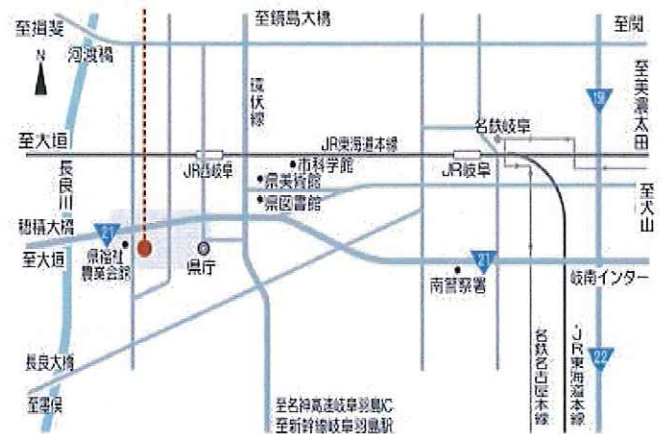 至揖斐
至鏡島大橋
至関
N
河渡橋
環状線
156
至美濃太田
名鉄岐阜
至大垣
JR東海道本線
長良川
JR西岐阜
市科学館
県美術館
県図書館
JR岐阜
至犬山
穂積大橋
21
至大垣
県福祉
農業会館
県庁
21
南警察署
岐南インター
長良大橋
至墨俣
22
名鉄名古屋本線
JR東海道本線
至名神高速岐阜羽島IC
至新幹線岐阜羽島駅